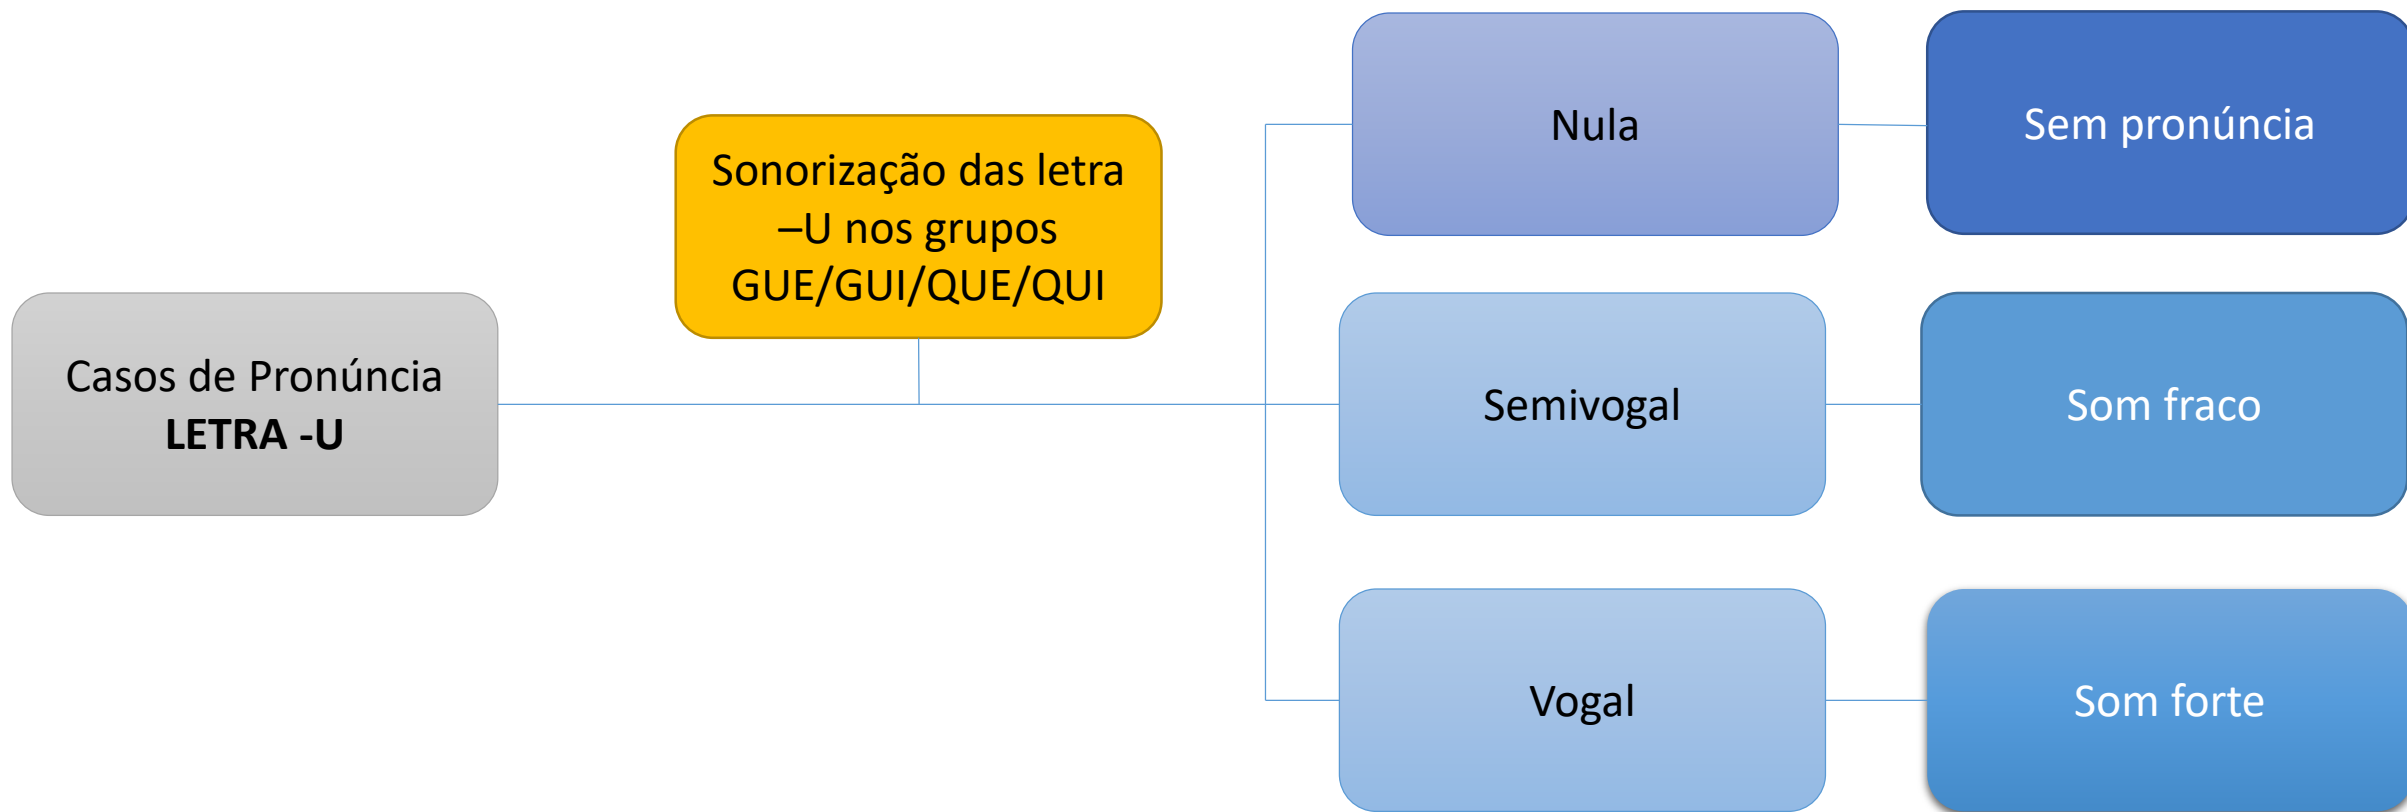 Casos de Pronúncia
LETRA -U
Sonorização das letra
–U nos grupos
GUE/GUI/QUE/QUI
Nula
Sem pronúncia
Semivogal
Som fraco
Vogal
Som forte